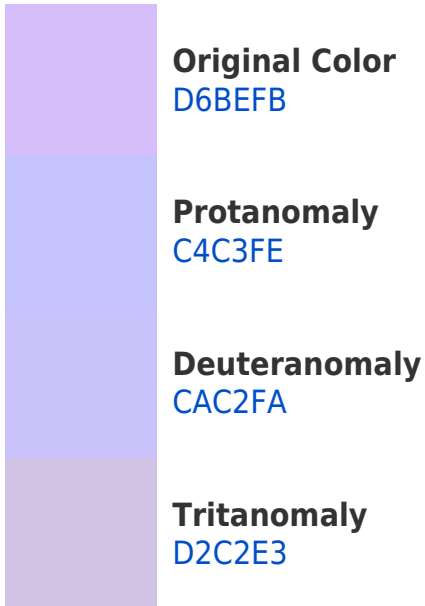 Original Color
D6BEFB
Protanomaly
C4C3FE
Deuteranomaly
CAC2FA
Tritanomaly
D2C2E3